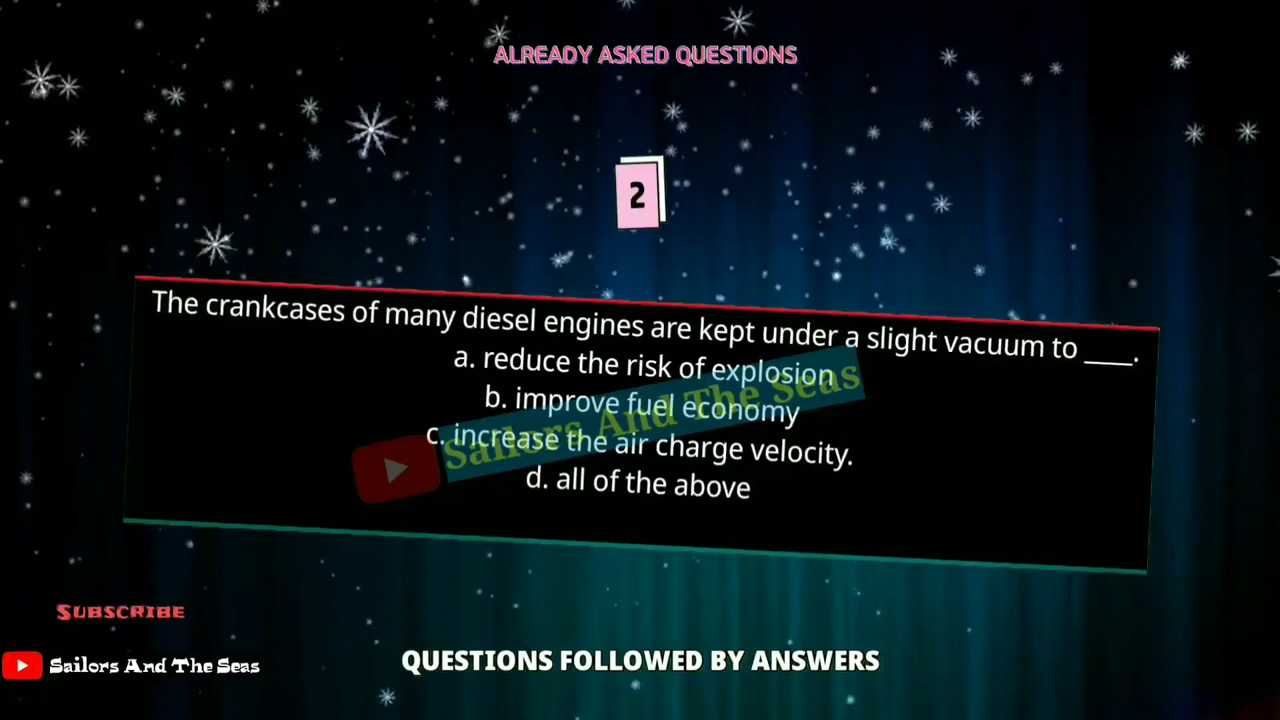 ALREADY ASKED QUESTIONS
2
The crankcases of many diesel engines are kept under a slight vacuum to ____.
a. reduce the risk of explosion
b. improve fuel economy
c. increase the air charge velocity.
d. all of the above
Sailors And The Seas
SUBSCRIBE
Sailors And The Seas
QUESTIONS FOLLOWED BY ANSWERS